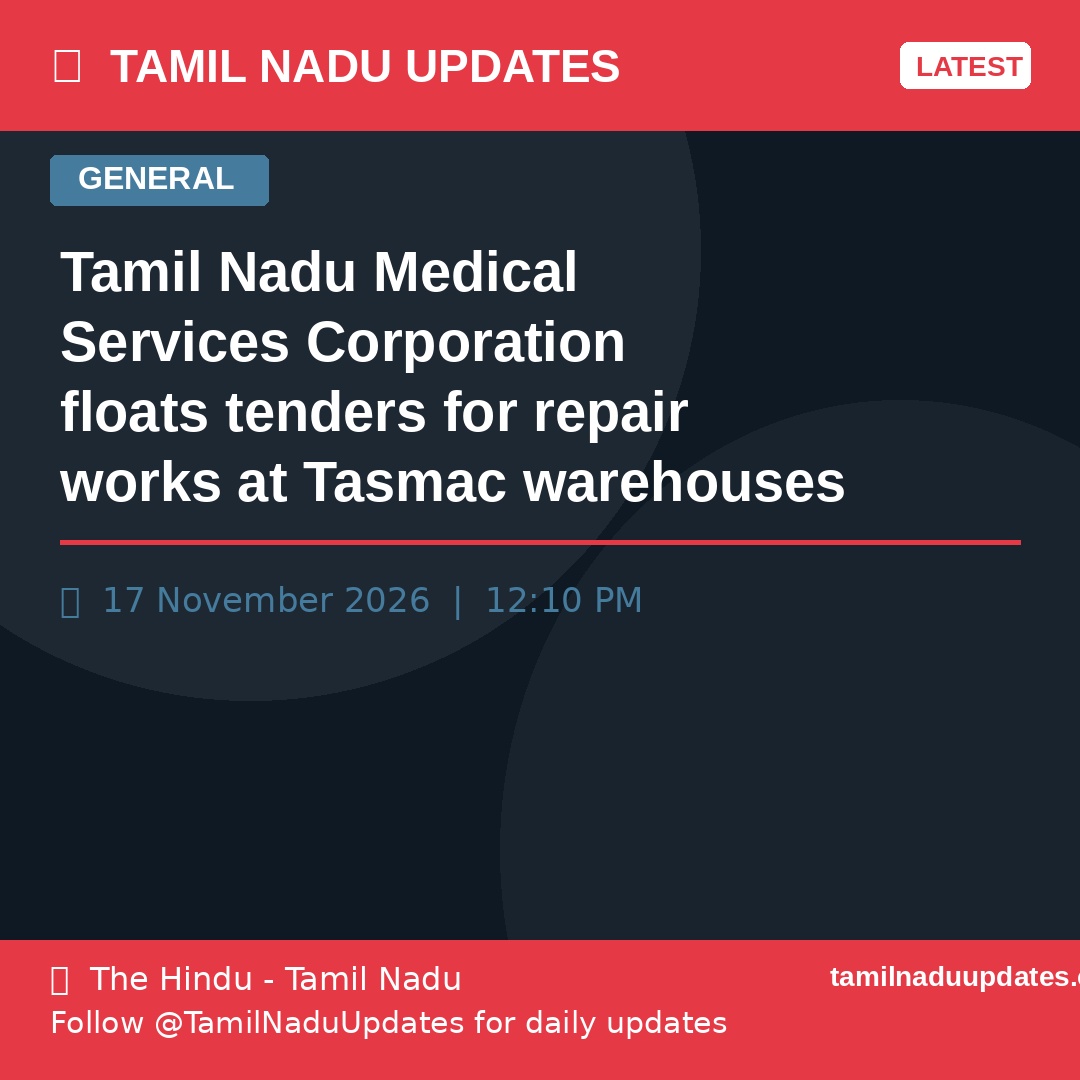 TAMIL NADU UPDATES
LATEST
GENERAL
Tamil Nadu Medical
Services Corporation
floats tenders for repair
works at Tasmac warehouses
17 November 2026 | 12:10 PM
The Hindu - Tamil Nadu
tamilnaduupdates.
Follow @TamilNaduUpdates for daily updates